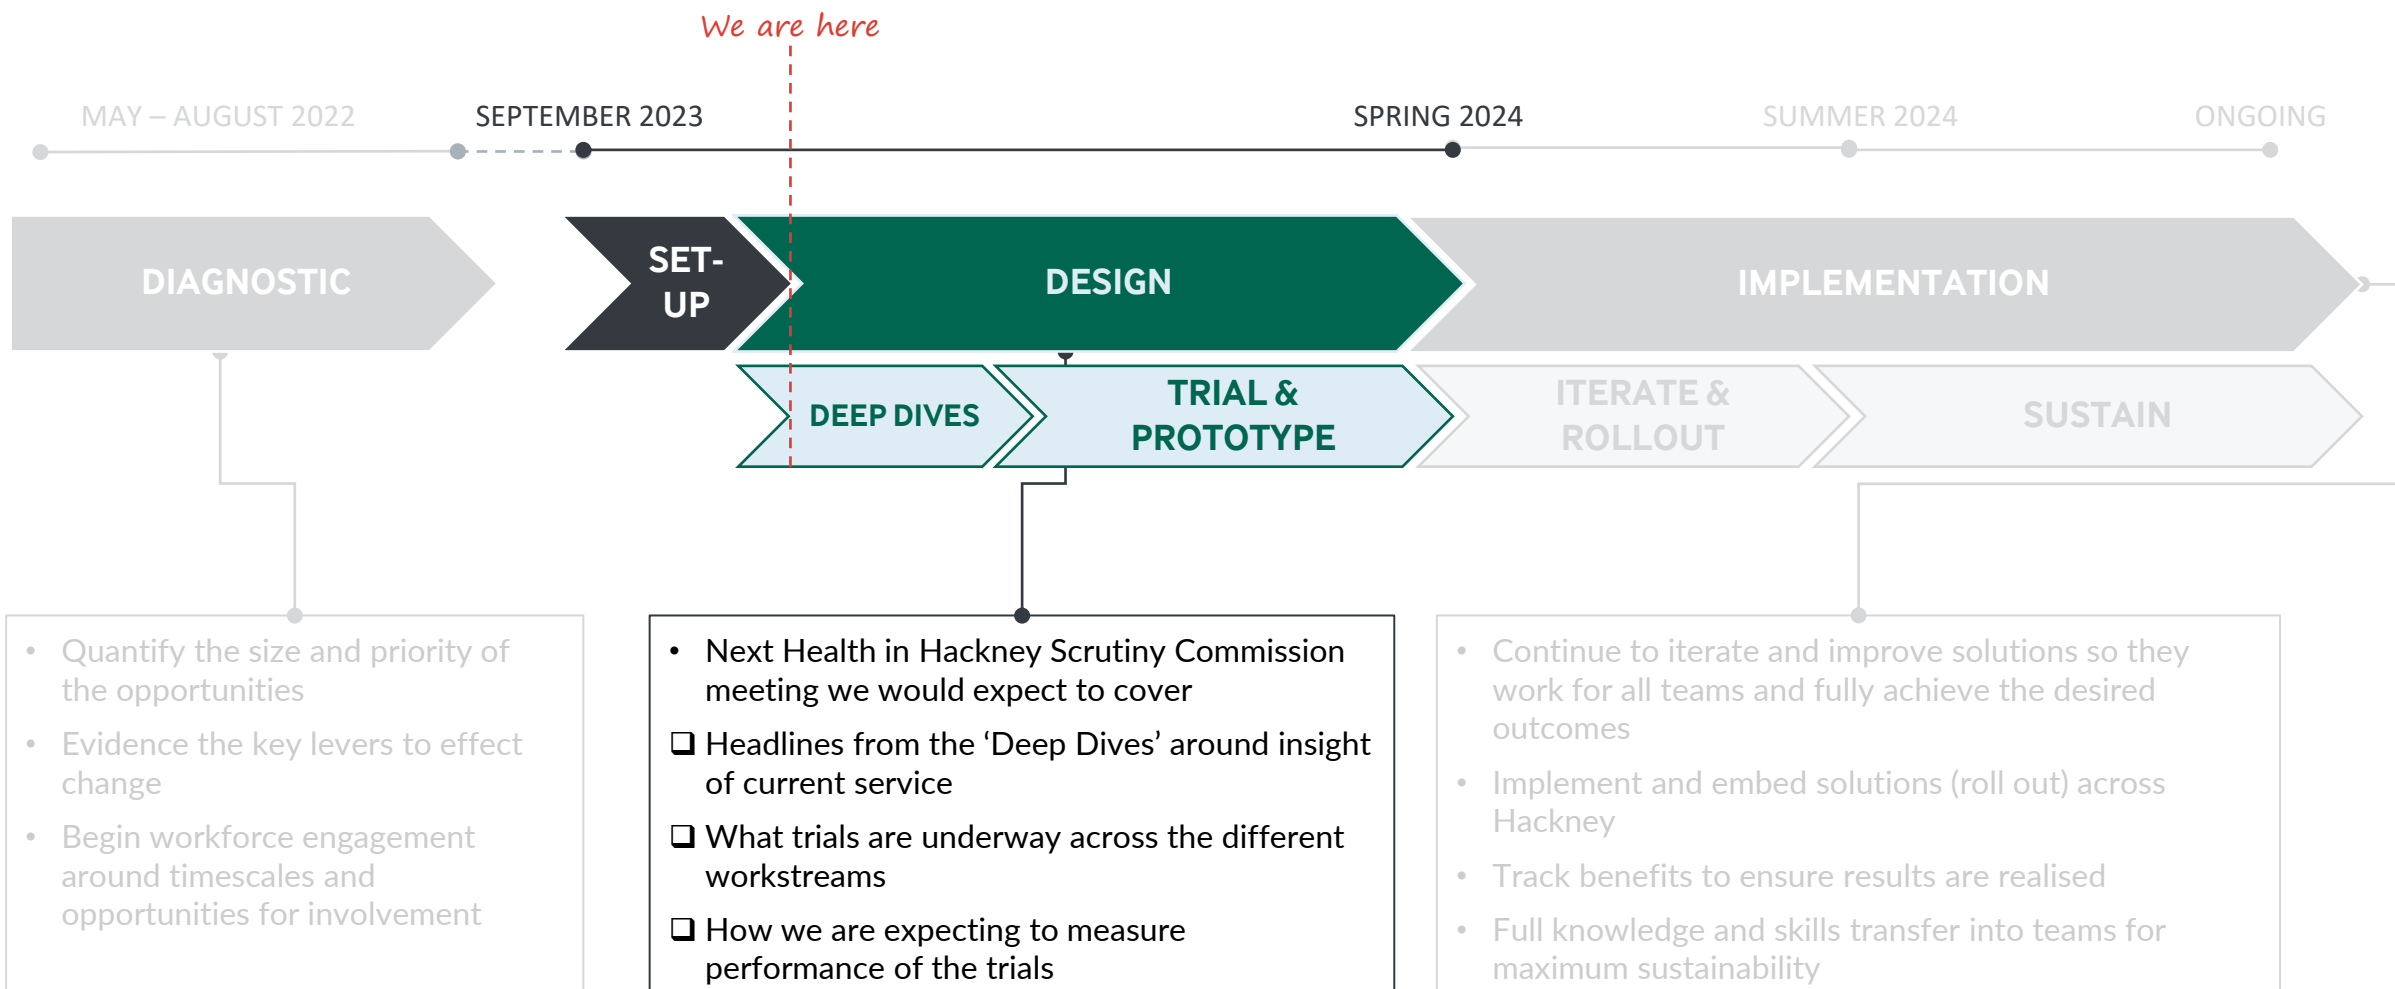 We are here
MAY – AUGUST 2022
SEPTEMBER 2023
SPRING 2024
SUMMER 2024
ONGOING
DIAGNOSTIC
SET-
UP
DESIGN
IMPLEMENTATION
DEEP DIVES
TRIAL &
PROTOTYPE
ITERATE &
ROLLOUT
SUSTAIN
• Quantify the size and priority of
the opportunities
• Evidence the key levers to effect
change
• Begin workforce engagement
around timescales and
opportunities for involvement
• Next Health in Hackney Scrutiny Commission
meeting we would expect to cover
❑ Headlines from the ‘Deep Dives’ around insight
of current service
❑ What trials are underway across the different
workstreams
❑ How we are expecting to measure
performance of the trials
• Continue to iterate and improve solutions so they
work for all teams and fully achieve the desired
outcomes
• Implement and embed solutions (roll out) across
Hackney
• Track benefits to ensure results are realised
• Full knowledge and skills transfer into teams for
maximum sustainability